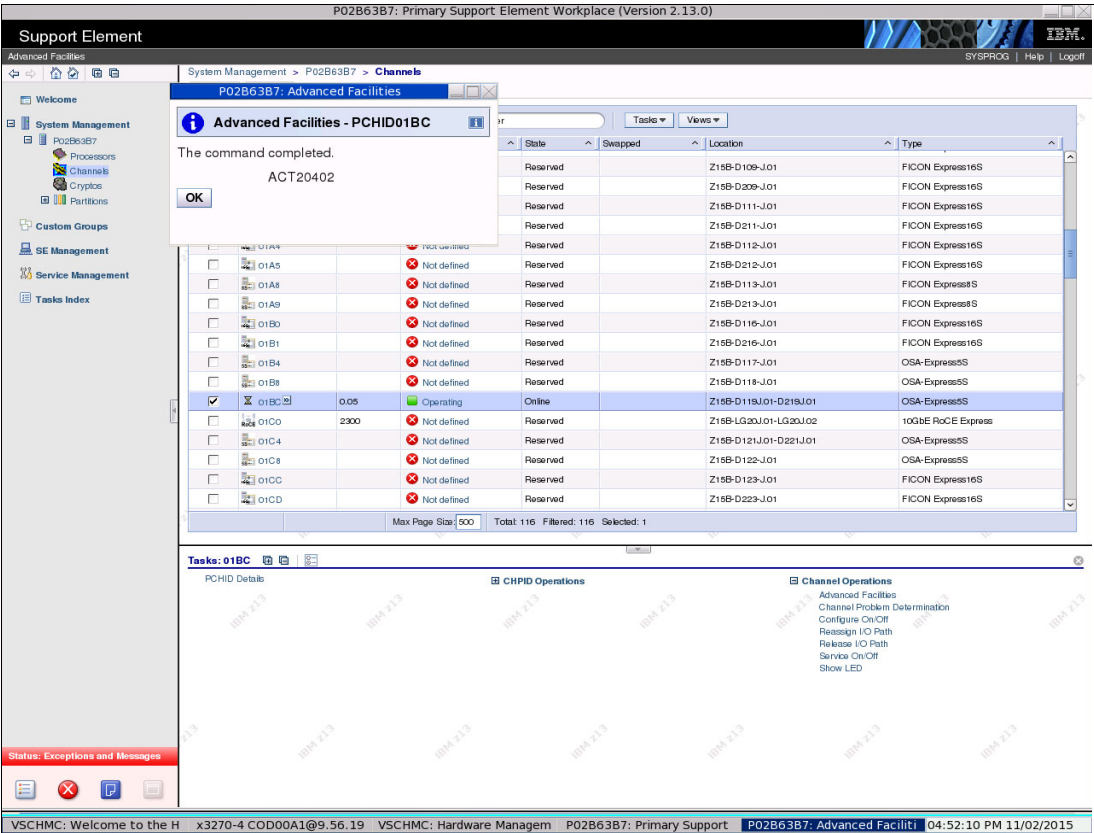 P02B63B7: Primary Support Element Workplace (Version 2.13.0)
Support Element
IBM.
Advanced Facilities
SYSPROG | Help | Logoff
System Management > P02B63B7 > Channels
Welcome
System Management
P02B63B7
Processors
Channels
Cryptos
Partitions
Custom Groups
SE Management
Service Management
Tasks Index
P02B63B7: Advanced Facilities
Advanced Facilities - PCHID01BC
The command completed.
ACT20402
OK
er Tasks Views
State Swapped Location Type
Reserved Z15B-D109-J.01 FICON Express16S
Reserved Z15B-D209-J.01 FICON Express16S
Reserved Z15B-D111-J.01 FICON Express16S
Reserved Z15B-D211-J.01 FICON Express16S
01A4 Not defined Reserved Z15B-D112-J.01 FICON Express16S
01A5 Not defined Reserved Z15B-D212-J.01 FICON Express16S
01A8 Not defined Reserved Z15B-D113-J.01 FICON Express8S
01A9 Not defined Reserved Z15B-D213-J.01 FICON Express8S
01B0 Not defined Reserved Z15B-D116-J.01 FICON Express16S
01B1 Not defined Reserved Z15B-D216-J.01 FICON Express16S
01B4 Not defined Reserved Z15B-D117-J.01 OSA-Express5S
01B8 Not defined Reserved Z15B-D118-J.01 OSA-Express5S
01BC 0.05 Operating Online Z15B-D119J.01-D219J.01 OSA-Express5S
01C0 2300 Not defined Reserved Z15B-LG20J.01-LG20J.02 10GbE RoCE Express
01C4 Not defined Reserved Z15B-D121J.01-D221J.01 OSA-Express5S
01C8 Not defined Reserved Z15B-D122-J.01 OSA-Express5S
01CC Not defined Reserved Z15B-D123-J.01 FICON Express16S
01CD Not defined Reserved Z15B-D223-J.01 FICON Express16S
Max Page Size: 500 Total: 116 Filtered: 116 Selected: 1
Tasks: 01BC
PCHID Details
CHPID Operations
Channel Operations
Advanced Facilities
Channel Problem Determination
Configure On/Off
Reassign I/O Path
Release I/O Path
Service On/Off
Show LED
IBM z13
Status: Exceptions and Messages
VSCHMC: Welcome to the H x3270-4 COD00A1@9.56.19 VSCHMC: Hardware Managem P02B63B7: Primary Support P02B63B7: Advanced Faciliti 04:52:10 PM 11/02/2015